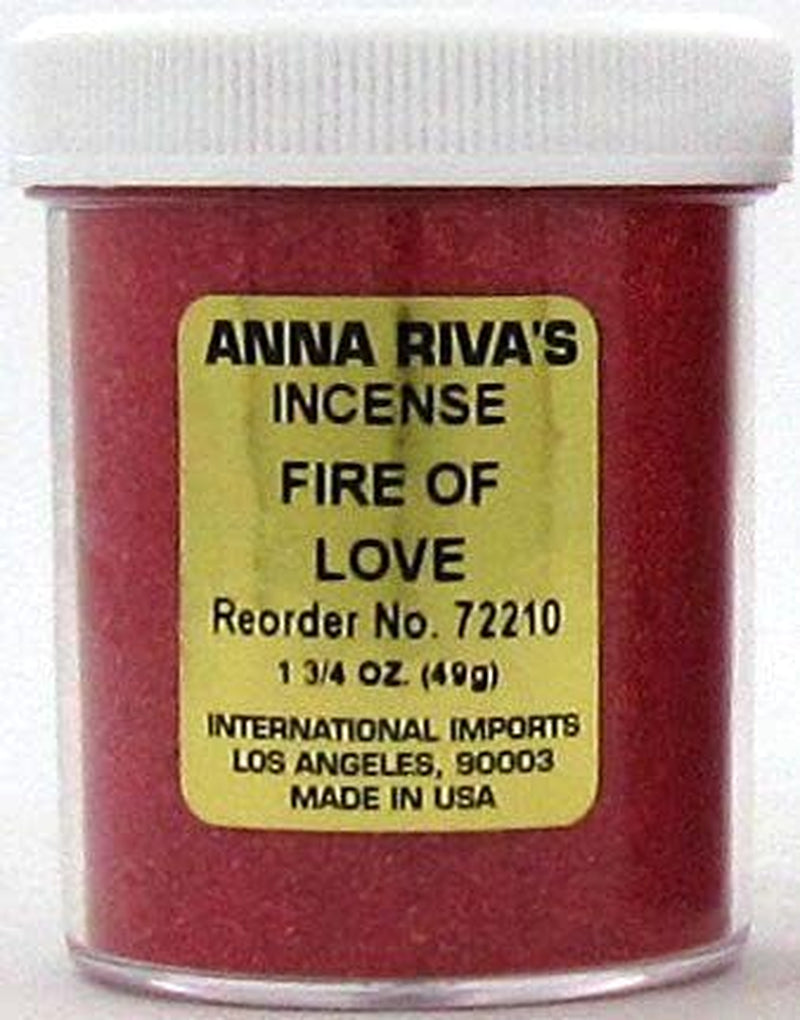 ANNA RIVA'S
INCENSE
FIRE OF
LOVE
Reorder No. 72210
1 3/4 OZ. (49g)
INTERNATIONAL IMPORTS
LOS ANGELES, 90003
MADE IN USA